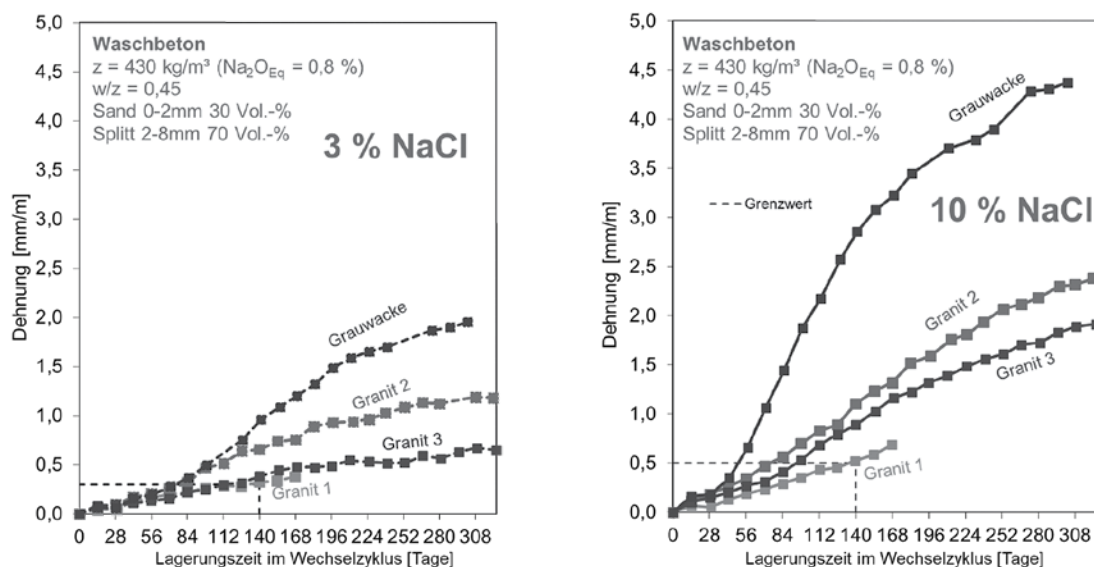 5,0
4,5
4,0
3,5
3,0
2,5
2,0
1,5
1,0
0,5
0,0
Dehnung [mm/m]
Waschbeton
z = 430 kg/m³ (Na₂O_Eq = 0,8 %)
w/z = 0,45
Sand 0-2mm 30 Vol.-%
Splitt 2-8mm 70 Vol.-%
3 % NaCl
Grauwacke
Granit 2
Granit 3
Granit 1
0 28 56 84 112 140 168 196 224 252 280 308
Lagerungszeit im Wechselzyklus [Tage]
5,0
4,5
4,0
3,5
3,0
2,5
2,0
1,5
1,0
0,5
0,0
Dehnung [mm/m]
Waschbeton
z = 430 kg/m³ (Na₂O_Eq = 0,8 %)
w/z = 0,45
Sand 0-2mm 30 Vol.-%
Splitt 2-8mm 70 Vol.-%
Grauwacke
Grenzwert
10 % NaCl
Granit 2
Granit 3
Granit 1
0 28 56 84 112 140 168 196 224 252 280 308
Lagerungszeit im Wechselzyklus [Tage]